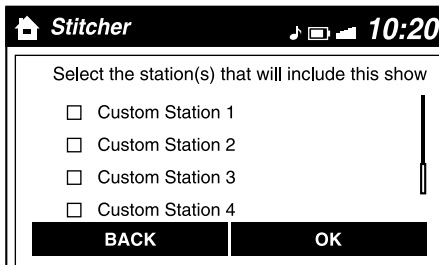 Stitcher 10:20
Select the station(s) that will include this show
Custom Station 1
Custom Station 2
Custom Station 3
Custom Station 4
BACK OK